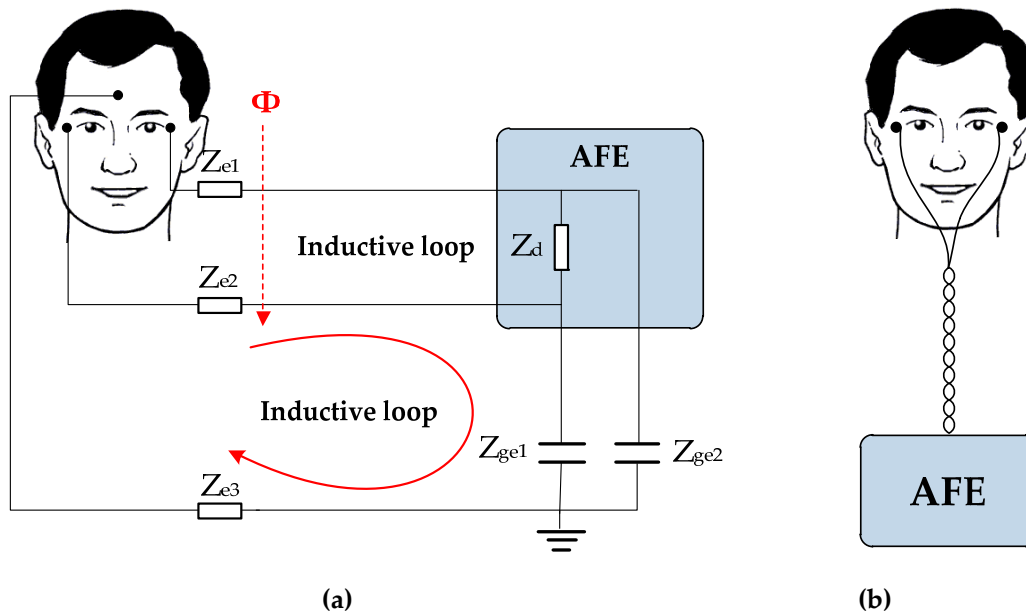 Φ
AFE
Ze1
Inductive loop
Zd
Ze2
Inductive loop
Zge1
Zge2
Ze3
AFE
(a)
(b)